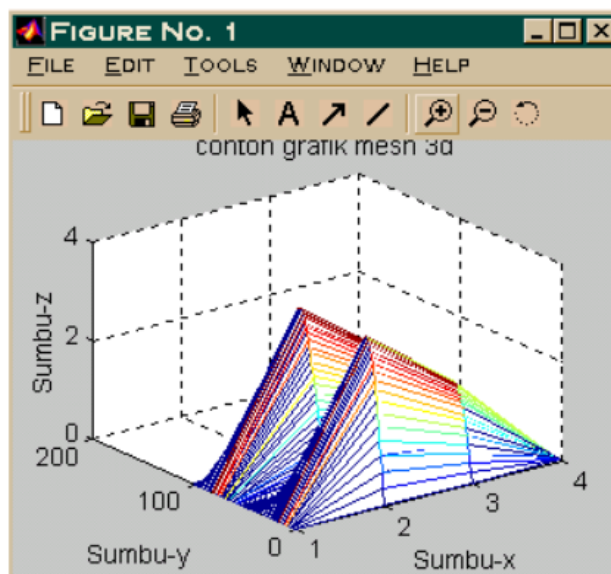 FIGURE NO. 1
FILE EDIT TOOLS WINDOW HELP
A
conton grafik mesh 3d
4
2
0
Sumbu-z
200
100
0
Sumbu-y
1
2
3
4
Sumbu-x